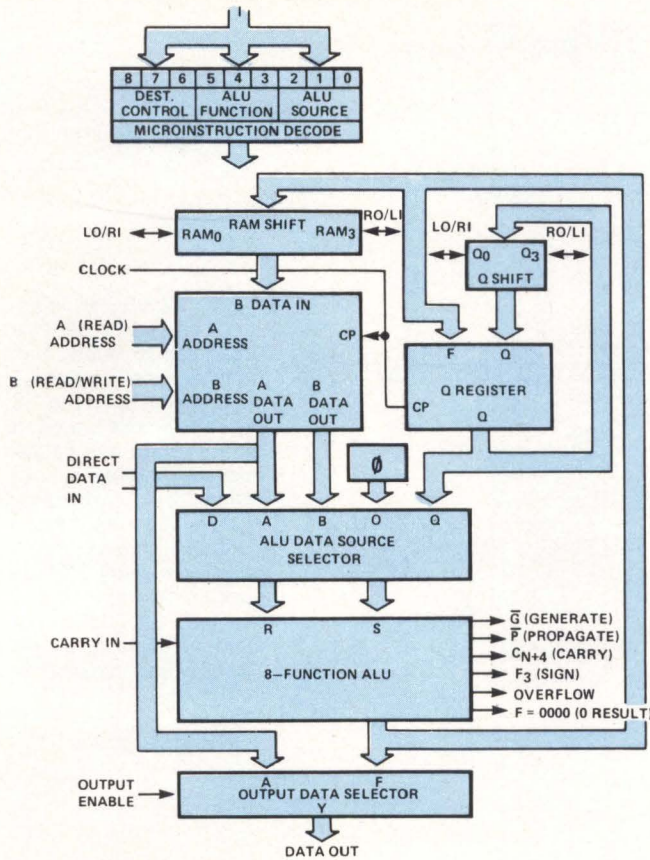 I
8 7 6 5 4 3 2 1 0
DEST. CONTROL
ALU FUNCTION
ALU SOURCE
MICROINSTRUCTION DECODE
LO/RI
RAM0
RAM SHIFT
RAM3
RO/LI
LO/RI
RO/LI
Q0 Q3
Q SHIFT
CLOCK
B DATA IN
A (READ)
ADDRESS
A
ADDRESS
CP
B (READ/WRITE)
ADDRESS
B
ADDRESS
A
DATA
OUT
B
DATA
OUT
F Q
Q REGISTER
CP
Q
DIRECT
DATA
IN
Ø
D A B O Q
ALU DATA SOURCE
SELECTOR
CARRY IN
R S
8–FUNCTION ALU
G̅ (GENERATE)
P̅ (PROPAGATE)
CN+4 (CARRY)
F3 (SIGN)
OVERFLOW
F = 0000 (0 RESULT)
OUTPUT
ENABLE
A F
OUTPUT DATA SELECTOR
Y
DATA OUT